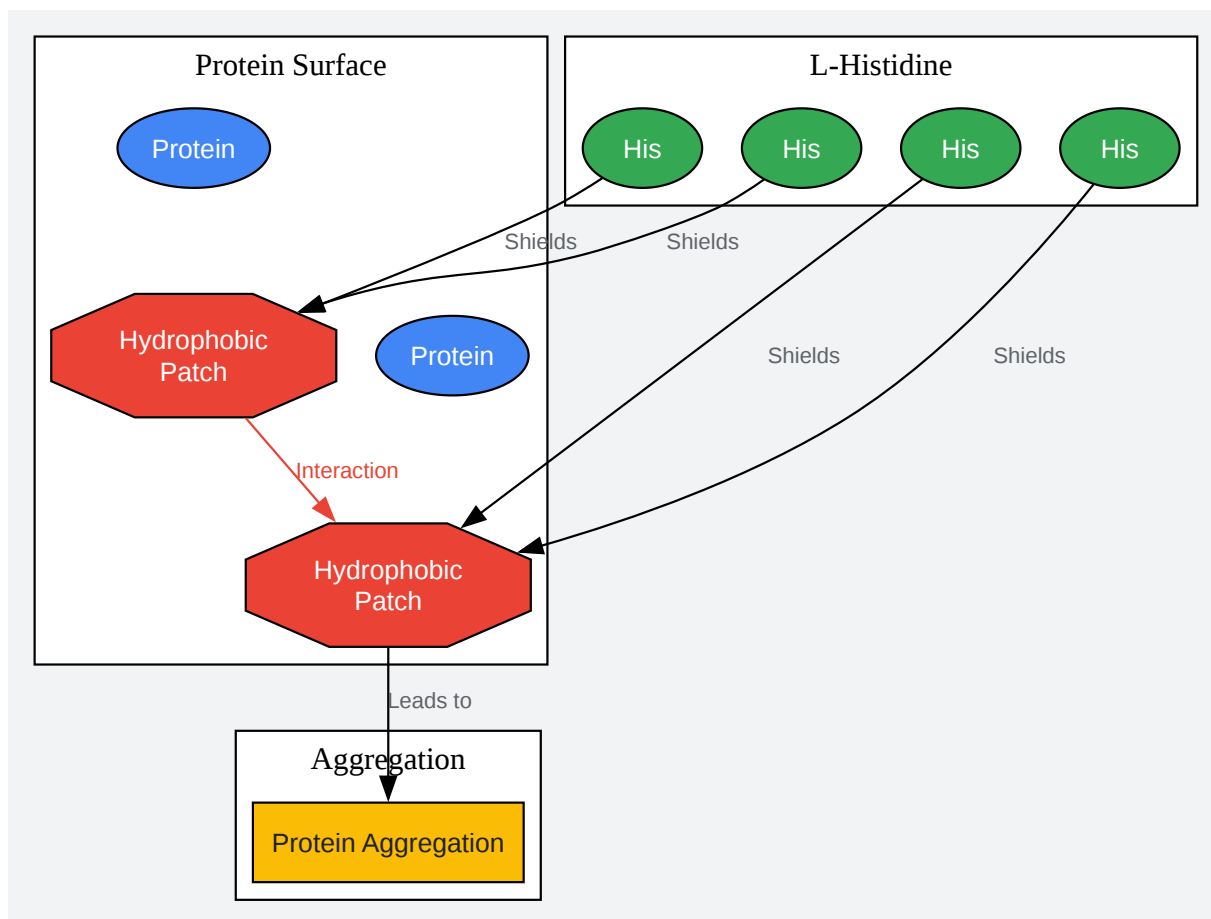 Protein Surface
L-Histidine
Protein
His
His
His
His
Shields
Shields
Hydrophobic
Patch
Protein
Shields
Shields
Interaction
Hydrophobic
Patch
Leads to
Aggregation
Protein Aggregation